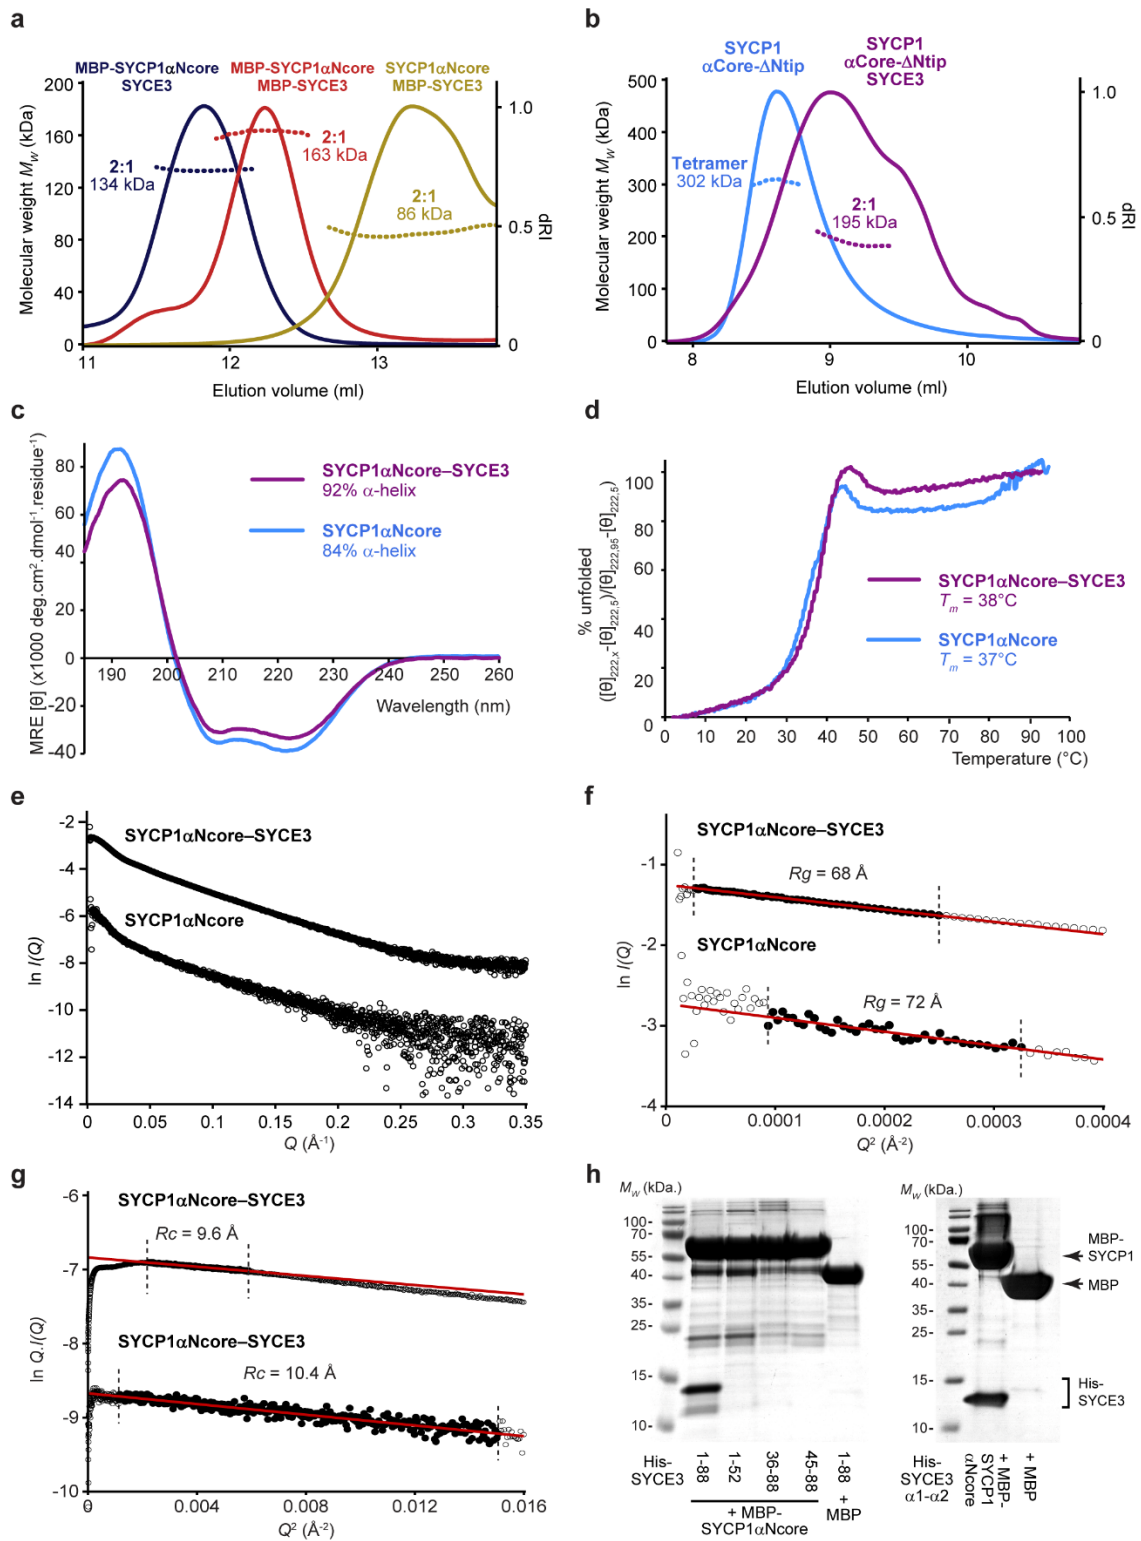 a
MBP-SYCP1αNcore
SYCE3
MBP-SYCP1αNcore
MBP-SYCE3
SYCP1αNcore
MBP-SYCE3
Molecular weight Mw (kDa)
200
160
120
80
40
0
2:1
134 kDa
2:1
163 kDa
2:1
86 kDa
1.0
0.5
0
dRI
11
12
13
Elution volume (ml)
b
SYCP1
αCore-ΔNtip
SYCP1
αCore-ΔNtip
SYCE3
Molecular weight Mw (kDa)
500
400
300
200
100
0
Tetramer
302 kDa
2:1
195 kDa
1.0
0.5
0
dRI
8
9
10
Elution volume (ml)
c
MRE [θ] (x1000 deg.cm².dmol⁻¹.residue⁻¹)
80
60
40
20
0
-20
-40
SYCP1αNcore–SYCE3
92% α-helix
SYCP1αNcore
84% α-helix
190 200 210 220 230 240 250 260
Wavelength (nm)
d
% unfolded
([θ]222,x-[θ]222,5)/[θ]222,95-[θ]222,5)
100
80
60
40
20
0
SYCP1αNcore–SYCE3
Tm = 38°C
SYCP1αNcore
Tm = 37°C
0 10 20 30 40 50 60 70 80 90 100
Temperature (°C)
e
ln I(Q)
-2
-4
-6
-8
-10
-12
-14
SYCP1αNcore–SYCE3
SYCP1αNcore
0 0.05 0.1 0.15 0.2 0.25 0.3 0.35
Q (Å⁻¹)
f
ln I(Q)
-1
-2
-3
-4
SYCP1αNcore–SYCE3
Rg = 68 Å
SYCP1αNcore
Rg = 72 Å
0 0.0001 0.0002 0.0003 0.0004
Q² (Å⁻²)
g
ln Q.I(Q)
-6
-7
-8
-9
-10
SYCP1αNcore–SYCE3
Rc = 9.6 Å
SYCP1αNcore–SYCE3
Rc = 10.4 Å
0 0.004 0.008 0.012 0.016
Q² (Å⁻²)
h
Mw (kDa.)
100-
70-
55-
40-
35-
25-
15-
10-
His-
SYCE3
1-88
1-52
36-88
45-88
1-88
+
MBP
+ MBP-
SYCP1αNcore
Mw (kDa.)
100-
70-
55-
40-
35-
25-
15-
10-
MBP-
SYCP1
MBP
His-
SYCE3
His-
SYCE3
α1-α2
+ MBP-
SYCP1
αNcore
+ MBP